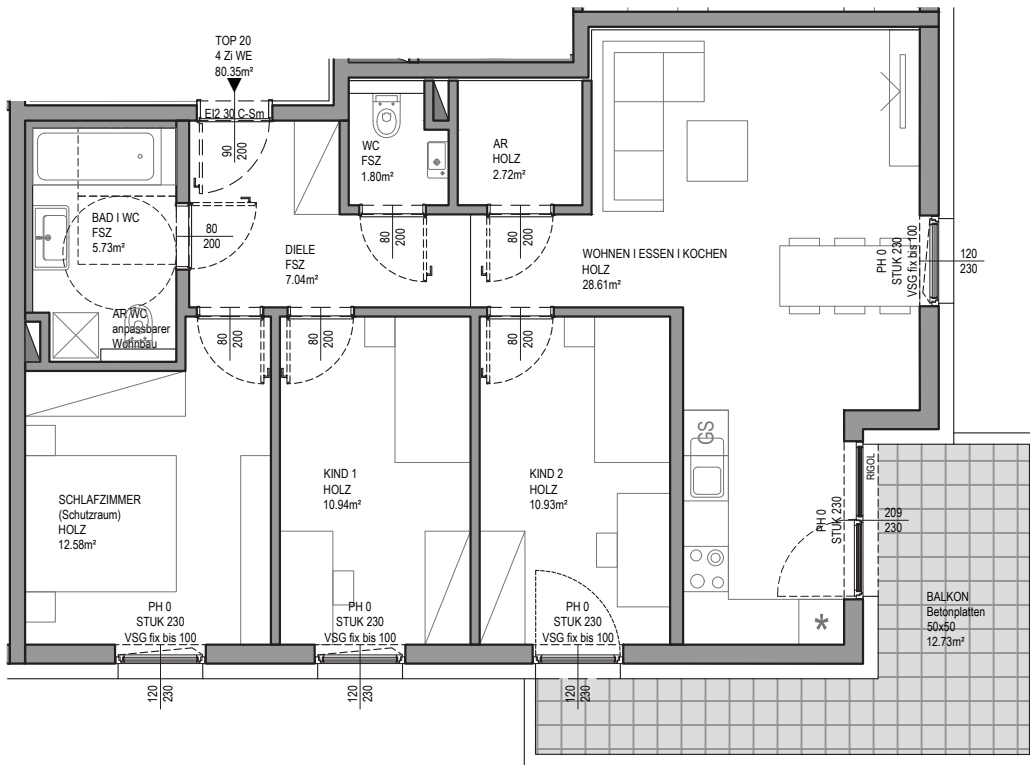 TOP 20
4 Zi WE
80.35m²
EI2 30 C-Sm
90
200
WC
FSZ
1.80m²
AR
HOLZ
2.72m²
BAD I WC
FSZ
5.73m²
80
200
80
200
80
200
DIELE
FSZ
7.04m²
WOHNEN I ESSEN I KOCHEN
HOLZ
28.61m²
PH 0
STUK 230
VSG fix bis 100
120
230
AR WC
anpassbarer
Wohnbau
80
200
80
200
80
200
GS
RIGOL
SCHLAFZIMMER
(Schutzraum)
HOLZ
12.58m²
KIND 1
HOLZ
10.94m²
KIND 2
HOLZ
10.93m²
PH 0
STUK 230
209
230
BALKON
Betonplatten
50x50
12.73m²
PH 0
STUK 230
VSG fix bis 100
PH 0
STUK 230
VSG fix bis 100
PH 0
STUK 230
VSG fix bis 100
*
120
230
120
230
120
230